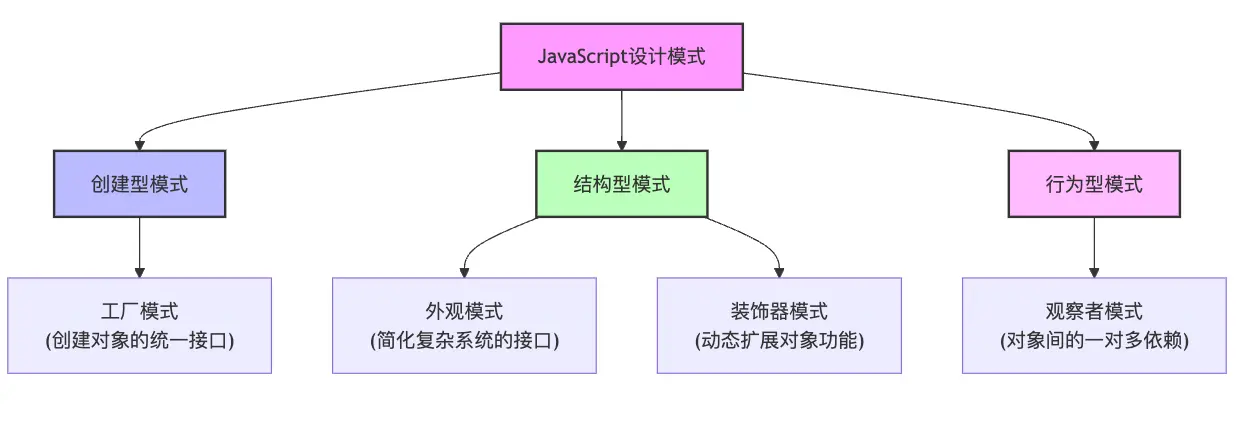 JavaScript设计模式
创建型模式
结构型模式
行为型模式
工厂模式
(创建对象的统一接口)
外观模式
(简化复杂系统的接口)
装饰器模式
(动态扩展对象功能)
观察者模式
(对象间的一对多依赖)